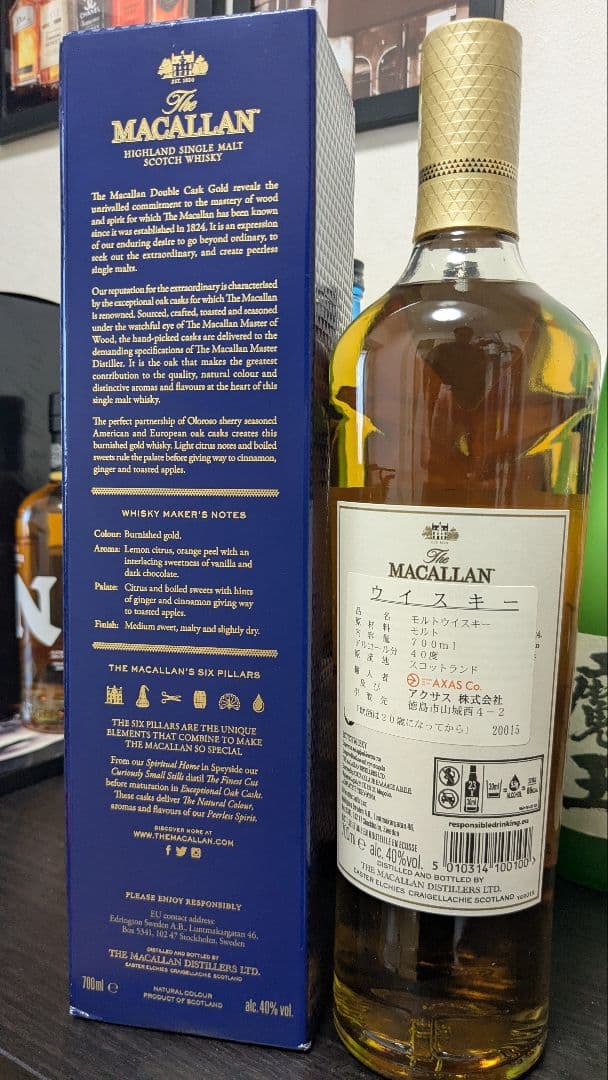 EST. 1824
The
MACALLAN
HIGHLAND SINGLE MALT
SCOTCH WHISKY
The Macallan Double Cask Gold reveals the
unrivalled commitment to the mastery of wood
and spirit for which The Macallan has been known
since it was established in 1824. It is an expression
of our enduring desire to go beyond ordinary, to
seek out the extraordinary, and create peerless
single malts.
Our reputation for the extraordinary is characterised
by the exceptional oak casks for which The Macallan
is renowned. Sourced, crafted, toasted and seasoned
under the watchful eye of The Macallan Master of
Wood, the hand-picked casks are delivered to the
demanding specifications of The Macallan Master
Distiller. It is the oak that makes the greatest
contribution to the quality, natural colour and
distinctive aromas and flavours at the heart of this
single malt whisky.
The perfect partnership of Oloroso sherry seasoned
American and European oak casks creates this
burnished gold whisky. Light citrus notes and boiled
sweets rule the palate before giving way to cinnamon,
ginger and toasted apples.
WHISKY MAKER'S NOTES
Colour: Burnished gold.
Aroma: Lemon citrus, orange peel with an
interlacing sweetness of vanilla and
dark chocolate.
Palate: Citrus and boiled sweets with hints
of ginger and cinnamon giving way
to toasted apples.
Finish: Medium sweet, malty and slightly dry.
THE MACALLAN'S SIX PILLARS
THE SIX PILLARS ARE THE UNIQUE
ELEMENTS THAT COMBINE TO MAKE
THE MACALLAN SO SPECIAL
From our Spiritual Home in Speyside our
Curiously Small Stills distil The Finest Cut
before maturation in Exceptional Oak Casks.
These casks deliver The Natural Colour,
aromas and flavours of our Peerless Spirit.
DISCOVER MORE AT
WWW.THEMACALLAN.COM
PLEASE ENJOY RESPONSIBLY
EU contact address:
Edrington Sweden A.B., Luntmakargatan 46,
Box 5341, 102 47 Stockholm, Sweden
DISTILLED AND BOTTLED BY
THE MACALLAN DISTILLERS LTD.
EASTER ELCHIES CRAIGELLACHIE SCOTLAND
700ml e
NATURAL COLOUR
PRODUCT OF SCOTLAND
alc. 40% vol.
The
MACALLAN
ウイスキー
品名 モルトウイスキー
原材料 モルト
内容量 700ml
アルコール分 40度
原産地 スコットランド
輸入者 AXAS Co.
及び アクサス 株式会社
引取先 徳島市山城西4-2
「飲酒は20歳になってから」 20015
THE MACALLAN DISTILLERS LTD
Luntmakargatan 46,
Stockholm, Sweden
30ml
ALCOHOL
responsibledrinking.eu
e alc. 40%vol.
5 010314 100100
DISTILLED AND BOTTLED BY
THE MACALLAN DISTILLERS LTD.
EASTER ELCHIES CRAIGELLACHIE SCOTLAND
N
魔
王